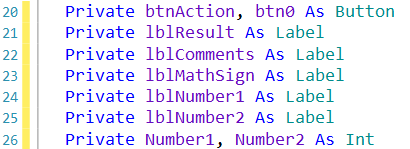 20 Private btnAction, btn0 As Button
21 Private lblResult As Label
22 Private lblComments As Label
23 Private lblMathSign As Label
24 Private lblNumber1 As Label
25 Private lblNumber2 As Label
26 Private Number1, Number2 As Int